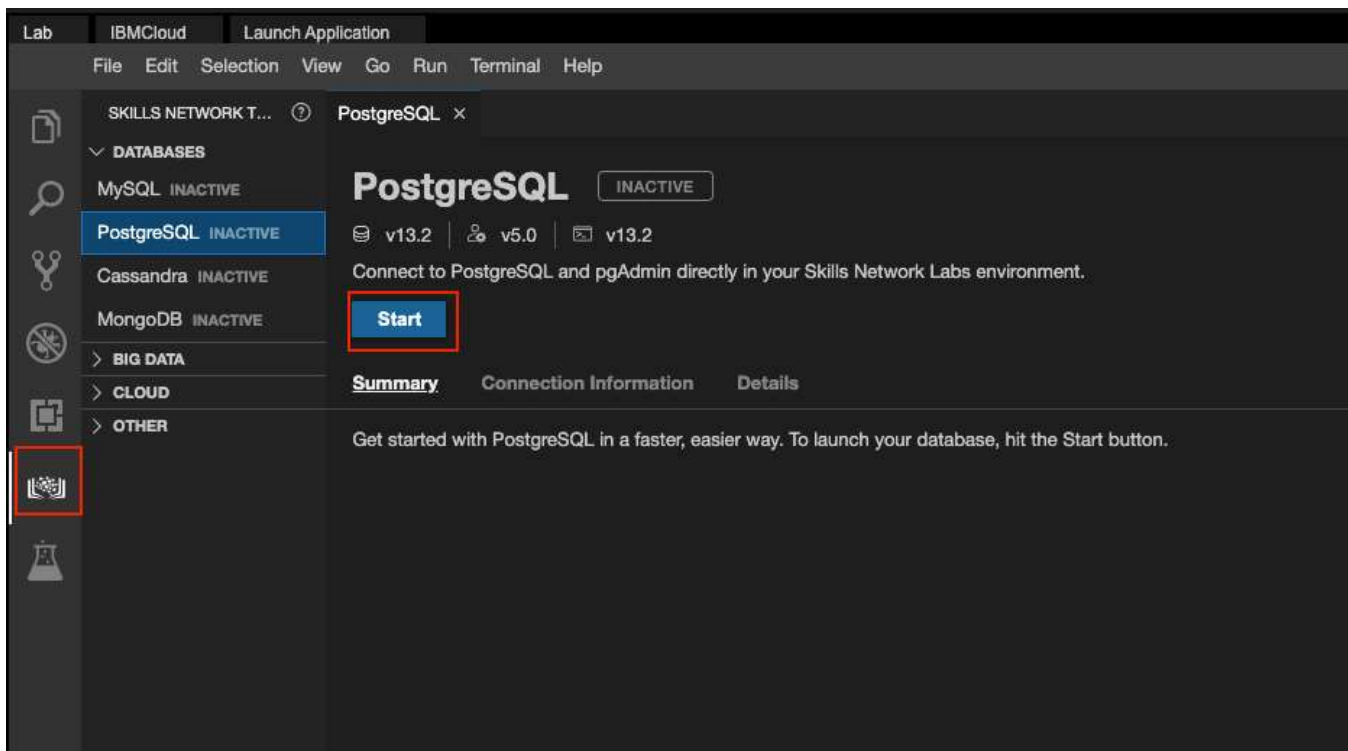 Lab IBMCloud Launch Application
File Edit Selection View Go Run Terminal Help
SKILLS NETWORK T... ?
DATABASES
MySQL INACTIVE
PostgreSQL INACTIVE
Cassandra INACTIVE
MongoDB INACTIVE
BIG DATA
CLOUD
OTHER
PostgreSQL ×
PostgreSQL INACTIVE
v13.2 v5.0 v13.2
Connect to PostgreSQL and pgAdmin directly in your Skills Network Labs environment.
Start
Summary Connection Information Details
Get started with PostgreSQL in a faster, easier way. To launch your database, hit the Start button.